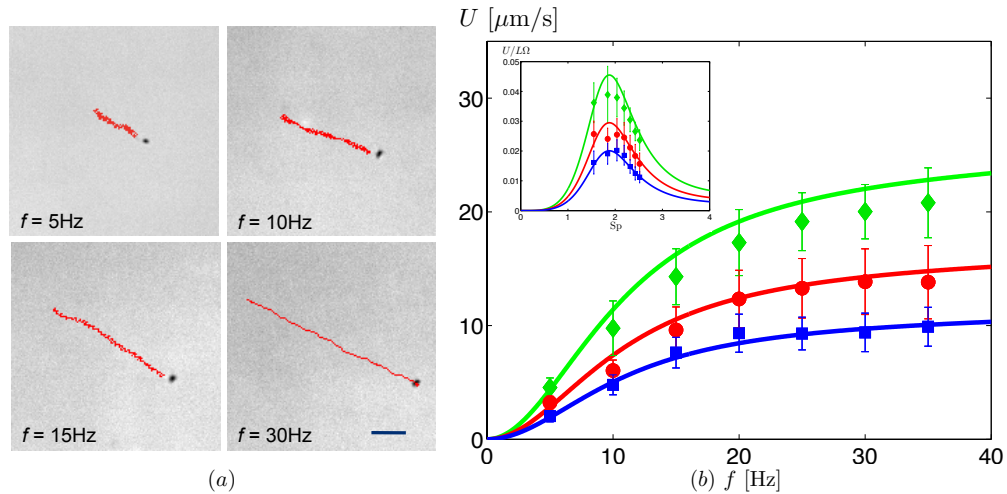 f = 5Hz
f = 10Hz
f = 15Hz
f = 30Hz
(a)
U [μm/s]
30
20
10
0
0 10 20 30 40
(b) f [Hz]
U/LΩ
0.05
0.04
0.03
0.02
0.01
0
0 1 2 3 4
Sp